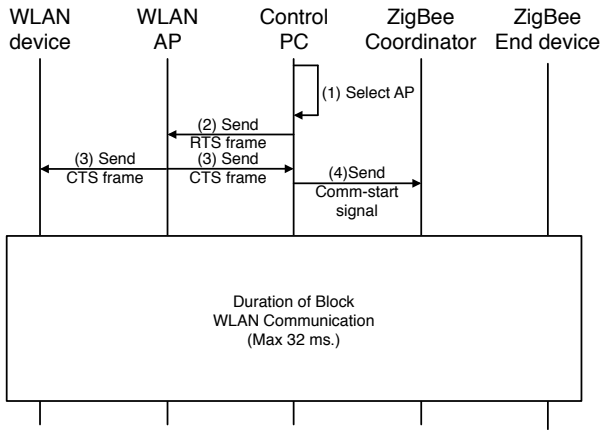 WLAN device
WLAN AP
Control PC
ZigBee Coordinator
ZigBee End device
(1) Select AP
(2) Send
RTS frame
(3) Send
CTS frame
(3) Send
CTS frame
(4)Send
Comm-start
signal
Duration of Block
WLAN Communication
(Max 32 ms.)